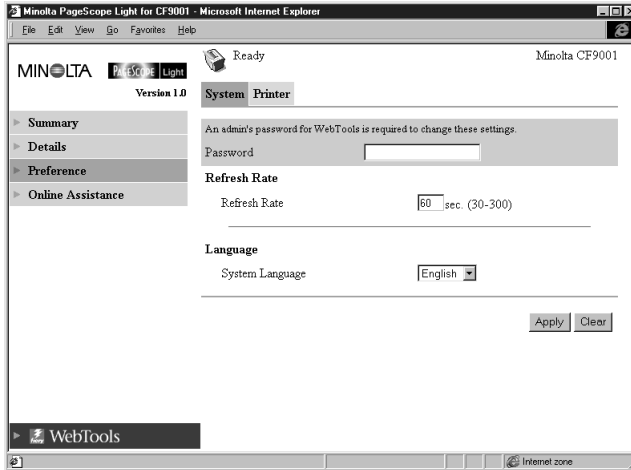 Minolta PageScope Light for CF9001 - Microsoft Internet Explorer
File Edit View Go Favorites Help
MINOLTA PAGESCOPE Light
Version 1.0
Ready
Minolta CF9001
System Printer
Summary
Details
Preference
Online Assistance
An admin's password for WebTools is required to change these settings.
Password
Refresh Rate
Refresh Rate 60 sec. (30-300)
Language
System Language English
Apply Clear
WebTools
Internet zone